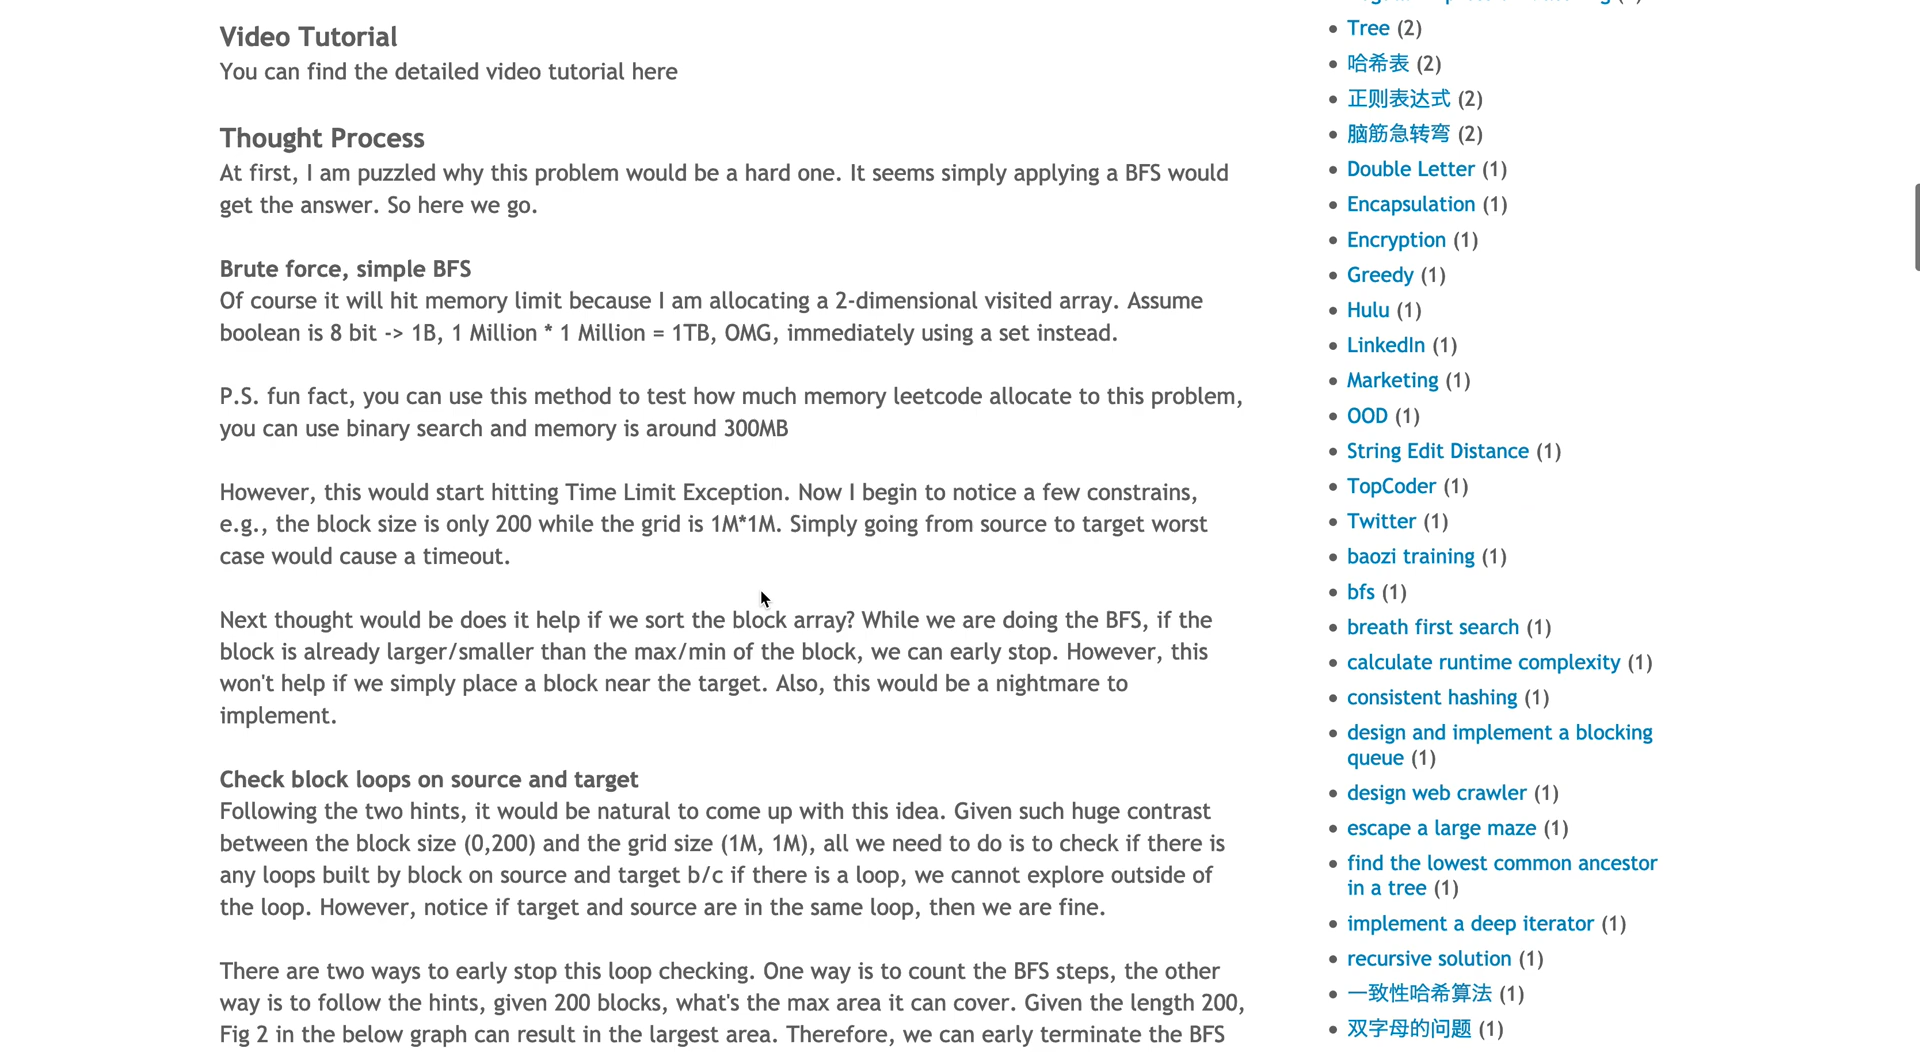 Video Tutorial
You can find the detailed video tutorial here
Thought Process
At first, I am puzzled why this problem would be a hard one. It seems simply applying a BFS would
get the answer. So here we go.
Brute force, simple BFS
Of course it will hit memory limit because I am allocating a 2-dimensional visited array. Assume
boolean is 8 bit -> 1B, 1 Million * 1 Million = 1TB, OMG, immediately using a set instead.
P.S. fun fact, you can use this method to test how much memory leetcode allocate to this problem,
you can use binary search and memory is around 300MB
However, this would start hitting Time Limit Exception. Now I begin to notice a few constrains,
e.g., the block size is only 200 while the grid is 1M*1M. Simply going from source to target worst
case would cause a timeout.
Next thought would be does it help if we sort the block array? While we are doing the BFS, if the
block is already larger/smaller than the max/min of the block, we can early stop. However, this
won't help if we simply place a block near the target. Also, this would be a nightmare to
implement.
Check block loops on source and target
Following the two hints, it would be natural to come up with this idea. Given such huge contrast
between the block size (0,200) and the grid size (1M, 1M), all we need to do is to check if there is
any loops built by block on source and target b/c if there is a loop, we cannot explore outside of
the loop. However, notice if target and source are in the same loop, then we are fine.
There are two ways to early stop this loop checking. One way is to count the BFS steps, the other
way is to follow the hints, given 200 blocks, what's the max area it can cover. Given the length 200,
Fig 2 in the below graph can result in the largest area. Therefore, we can early terminate the BFS
Tree (2)
哈希表 (2)
正则表达式 (2)
脑筋急转弯 (2)
Double Letter (1)
Encapsulation (1)
Encryption (1)
Greedy (1)
Hulu (1)
LinkedIn (1)
Marketing (1)
OOD (1)
String Edit Distance (1)
TopCoder (1)
Twitter (1)
baozi training (1)
bfs (1)
breath first search (1)
calculate runtime complexity (1)
consistent hashing (1)
design and implement a blocking
queue (1)
design web crawler (1)
escape a large maze (1)
find the lowest common ancestor
in a tree (1)
implement a deep iterator (1)
recursive solution (1)
一致性哈希算法 (1)
双字母的问题 (1)